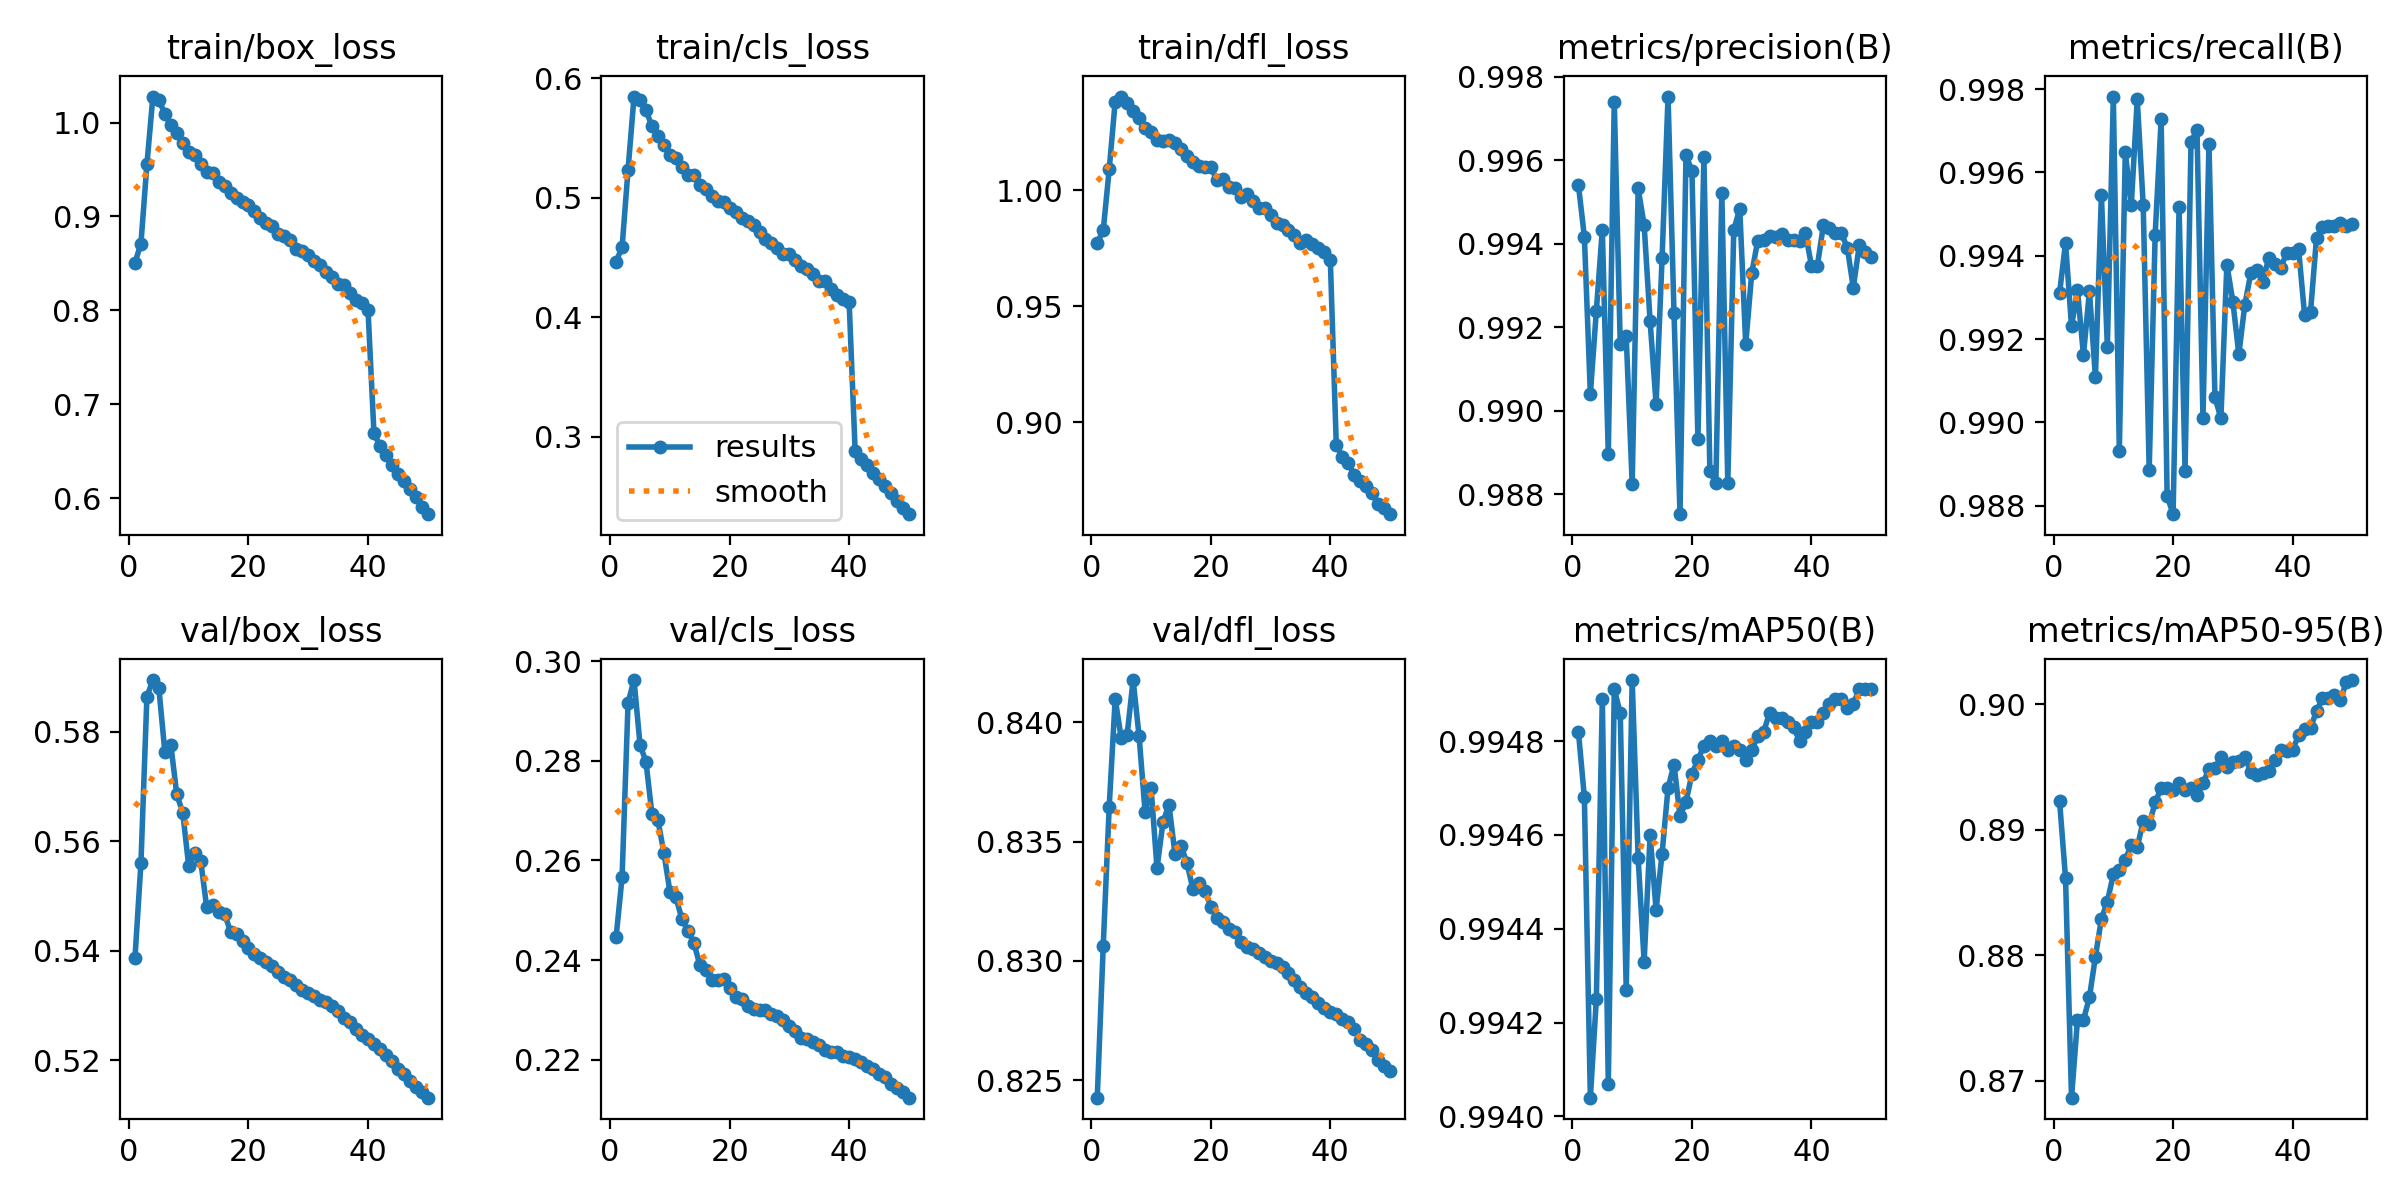 train/box_loss
1.0
0.9
0.8
0.7
0.6
0 20 40
train/cls_loss
0.6
0.5
0.4
0.3
results
smooth
0 20 40
train/dfl_loss
1.00
0.95
0.90
0 20 40
metrics/precision(B)
0.998
0.996
0.994
0.992
0.990
0.988
0 20 40
metrics/recall(B)
0.998
0.996
0.994
0.992
0.990
0.988
0 20 40
val/box_loss
0.58
0.56
0.54
0.52
0 20 40
val/cls_loss
0.30
0.28
0.26
0.24
0.22
0 20 40
val/dfl_loss
0.840
0.835
0.830
0.825
0 20 40
metrics/mAP50(B)
0.9948
0.9946
0.9944
0.9942
0.9940
0 20 40
metrics/mAP50-95(B)
0.90
0.89
0.88
0.87
0 20 40